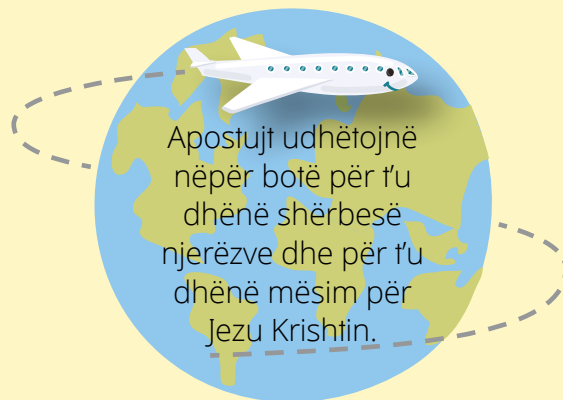 Apostujt udhëtojnë
nëpër botë për t'u
dhënë shërbesë
njerëzve dhe për t'u
dhënë mësim për
Jezu Krishtin.